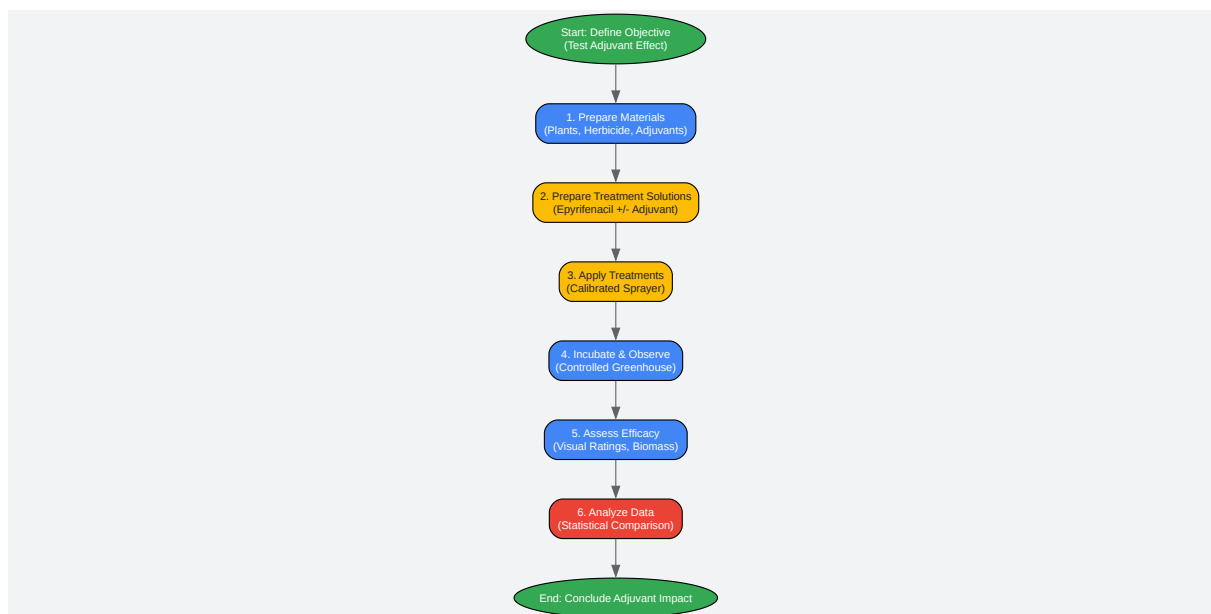 Start: Define Objective
(Test Adjuvant Effect)
1. Prepare Materials
(Plants, Herbicide, Adjuvants)
2. Prepare Treatment Solutions
(Epyrifenacil +/- Adjuvant)
3. Apply Treatments
(Calibrated Sprayer)
4. Incubate & Observe
(Controlled Greenhouse)
5. Assess Efficacy
(Visual Ratings, Biomass)
6. Analyze Data
(Statistical Comparison)
End: Conclude Adjuvant Impact